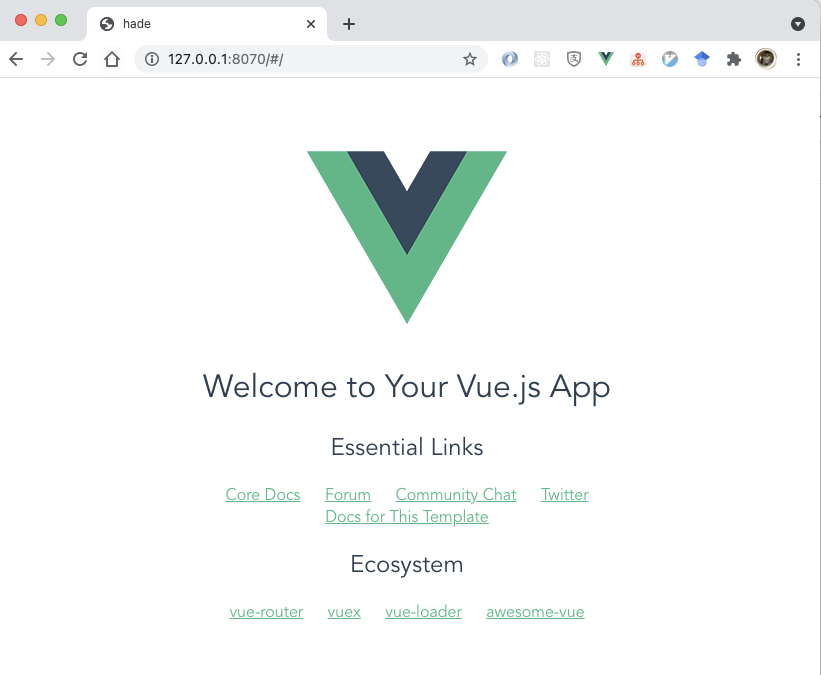 hade
127.0.0.1:8070/#/
Welcome to Your Vue.js App
Essential Links
Core Docs Forum Community Chat Twitter
Docs for This Template
Ecosystem
vue-router vuex vue-loader awesome-vue